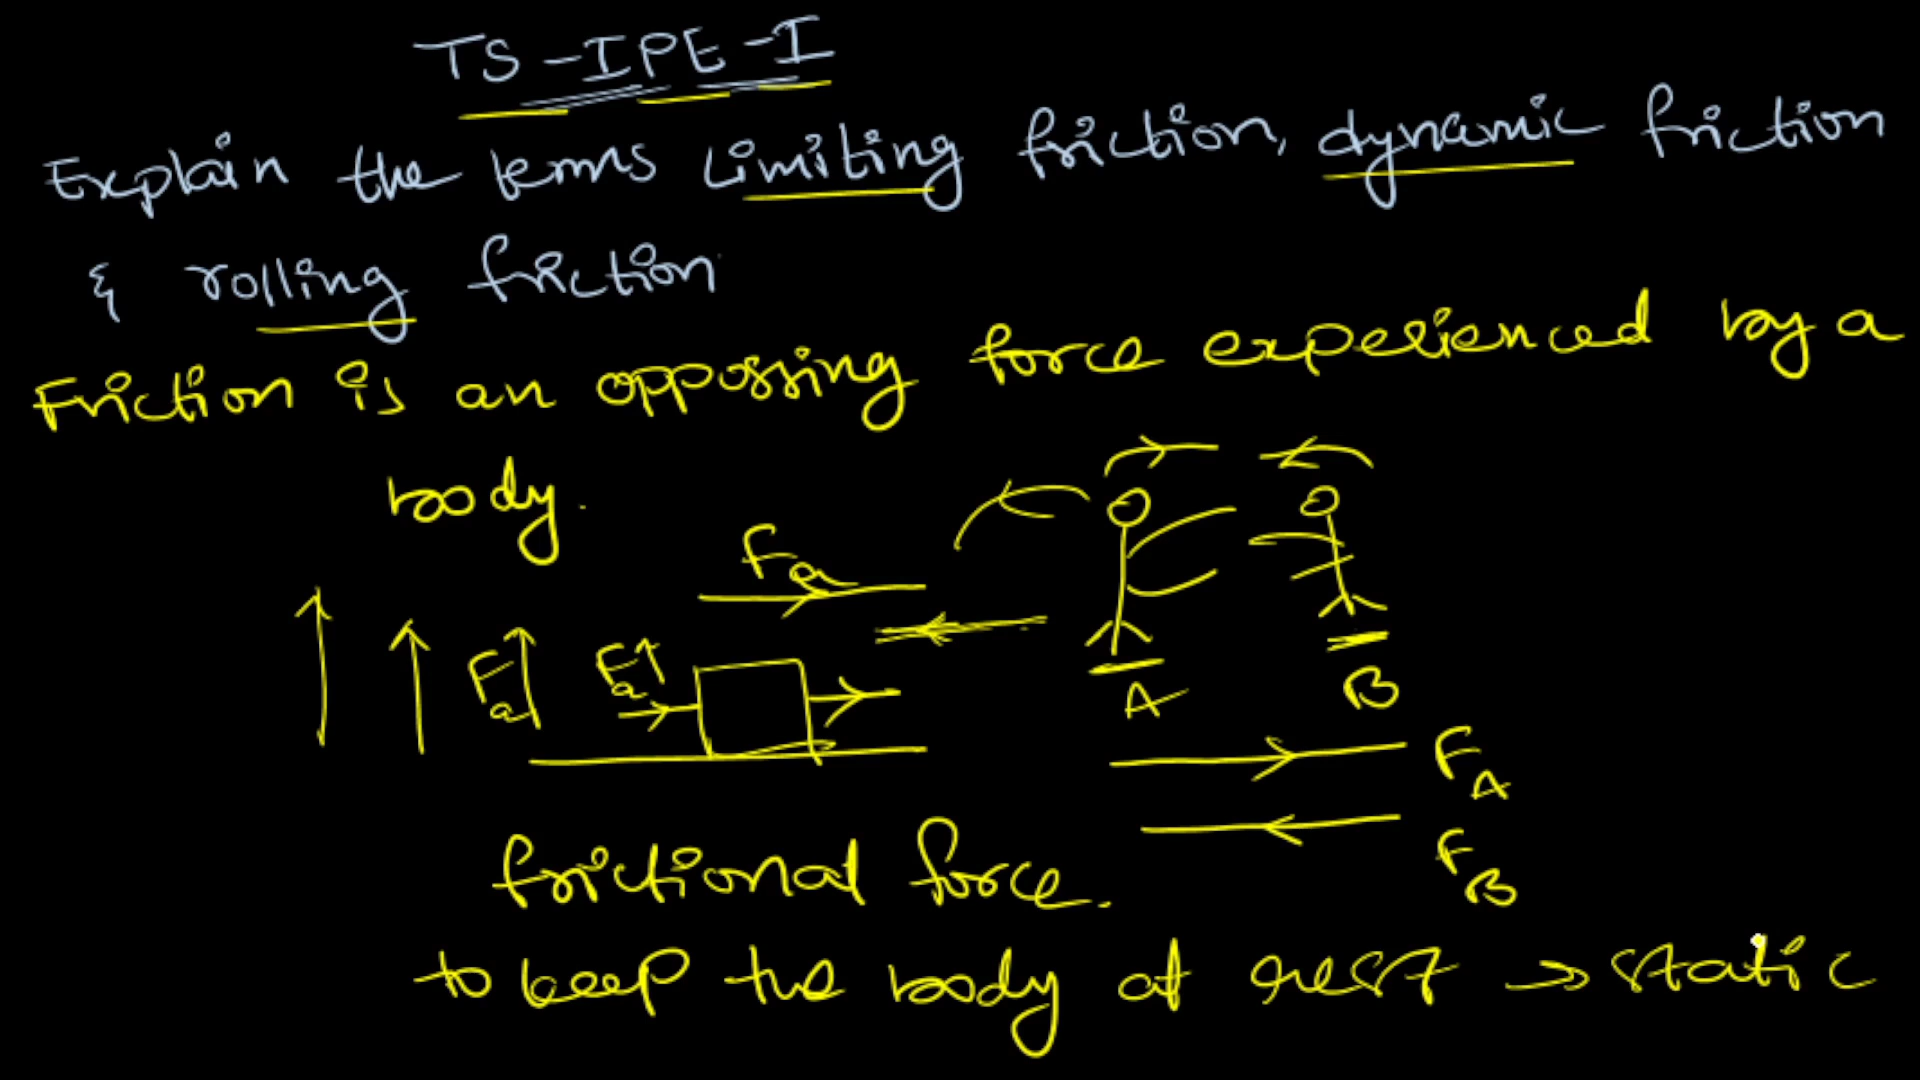 TS-IPE-I
Explain the terms Limiting friction, dynamic friction
& rolling friction
Friction is an opposing force experienced by a
body.
Fa
Fa Fa
A B
FA
FB
frictional force.
to keep the body at rest → static